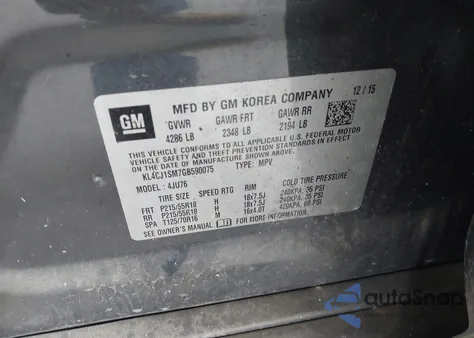 GM
MFD BY GM KOREA COMPANY 12/15
GVWR GAWR-FRT GAWR RR
4286 LB 2348 LB 2194 LB
THIS VEHICLE CONFORMS TO ALL APPLICABLE U.S. FEDERAL MOTOR
VEHICLE SAFETY AND THEFT PREVENTION STANDARDS IN EFFECT ON THE
DATE OF MANUFACTURE SHOWN ABOVE.
KL4CJ1SM7GB590075 TYPE: MPV
MODEL: 4JU76
TIRE SIZE SPEED RTG RIM COLD TIRE PRESSURE
FRT P215/55R18 H 18x7.5J 240KPA, 35 PSI
RR P215/55R18 H 18x7.5J 240KPA, 35 PSI
SPA T125/70R16 M 16x4.0T 420KPA, 60 PSI
SEE OWNER'S MANUAL FOR ADDITIONAL INFORMATION.
autoSnap